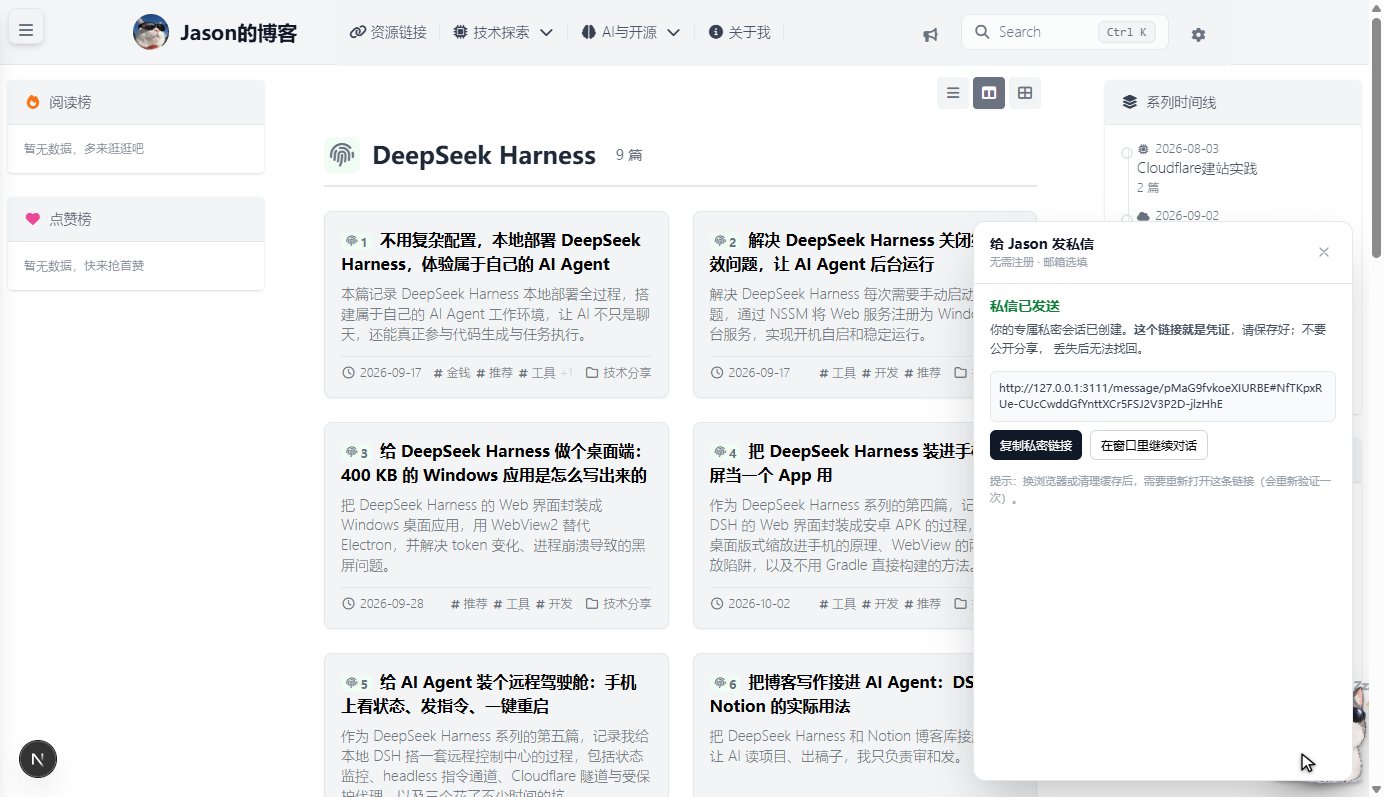 Jason的博客
资源链接
技术探索
AI与开源
关于我
Search
Ctrl K
阅读榜
暂无数据，多来逛逛吧
点赞榜
暂无数据，快来抢首赞
DeepSeek Harness
9 篇
1 不用复杂配置，本地部署 DeepSeek
Harness，体验属于自己的 AI Agent
本篇记录 DeepSeek Harness 本地部署全过程，搭
建属于自己的 AI Agent 工作环境，让 AI 不只是聊
天，还能真正参与代码生成与任务执行。
2026-09-17 # 金钱 # 推荐 # 工具 +1 技术分享
2 解决 DeepSeek Harness 关闭
效问题，让 AI Agent 后台运行
解决 DeepSeek Harness 每次需要手动启动
题，通过 NSSM 将 Web 服务注册为 Windo
台服务，实现开机自启和稳定运行。
2026-09-17 # 工具 # 开发 # 推荐
3 给 DeepSeek Harness 做个桌面端：
400 KB 的 Windows 应用是怎么写出来的
把 DeepSeek Harness 的 Web 界面封装成
Windows 桌面应用，用 WebView2 替代
Electron，并解决 token 变化、进程崩溃导致的黑
屏问题。
2026-09-28 # 推荐 # 工具 # 开发 技术分享
4 把 DeepSeek Harness 装进手
屏当一个 App 用
作为 DeepSeek Harness 系列的第四篇，记
DSH 的 Web 界面封装成安卓 APK 的过程，
桌面版式缩放进手机的原理、WebView 的
放陷阱，以及不用 Gradle 直接构建的方法。
2026-10-02 # 工具 # 开发 # 推荐
5 给 AI Agent 装个远程驾驶舱：手机
上看状态、发指令、一键重启
作为 DeepSeek Harness 系列的第五篇，记录我给
本地 DSH 搭一套远程控制中心的过程，包括状态
监控、headless 指令通道、Cloudflare 隧道与受保
护代理，以及三个花了不少时间的坑
6 把博客写作接进 AI Agent：DS
Notion 的实际用法
把 DeepSeek Harness 和 Notion 博客库接
让 AI 读项目、出稿子，我只负责审和发。
系列时间线
2026-08-03
Cloudflare建站实践
2 篇
2026-09-02
给 Jason 发私信
无需注册 · 邮箱选填
私信已发送
你的专属私密会话已创建。这个链接就是凭证，请保存好；不要
公开分享， 丢失后无法找回。
http://127.0.0.1:3111/message/pMaG9fvkoeXIURBE#NfTKpxR
Ue-CUcCwddGfYnttXCr5FSJ2V3P2D-jlzHhE
复制私密链接
在窗口里继续对话
提示：换浏览器或清理缓存后，需要重新打开这条链接（会重新验证一
次）。
N
zz